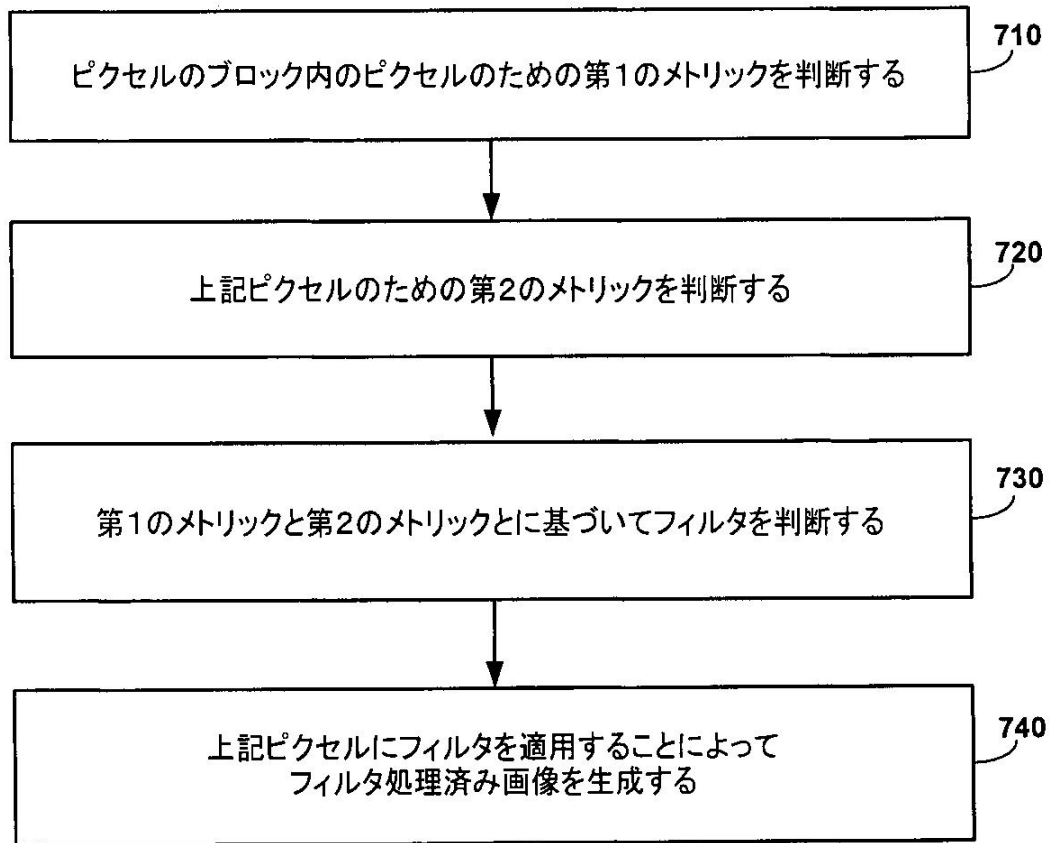 710
ピクセルのブロック内のピクセルのための第1のメトリックを判断する
720
上記ピクセルのための第2のメトリックを判断する
730
第1のメトリックと第2のメトリックとに基づいてフィルタを判断する
740
上記ピクセルにフィルタを適用することによって
フィルタ処理済み画像を生成する